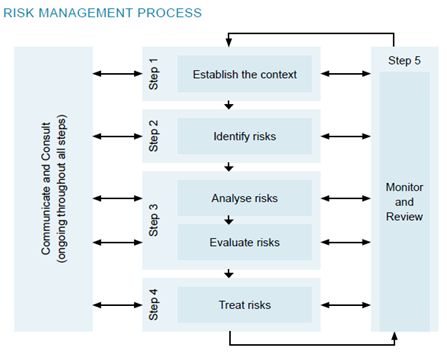 RISK MANAGEMENT PROCESS
Communicate and Consult
(ongoing throughout all steps)
Step 1
Establish the context
Step 2
Identify risks
Step 3
Analyse risks
Evaluate risks
Step 4
Treat risks
Step 5
Monitor
and
Review